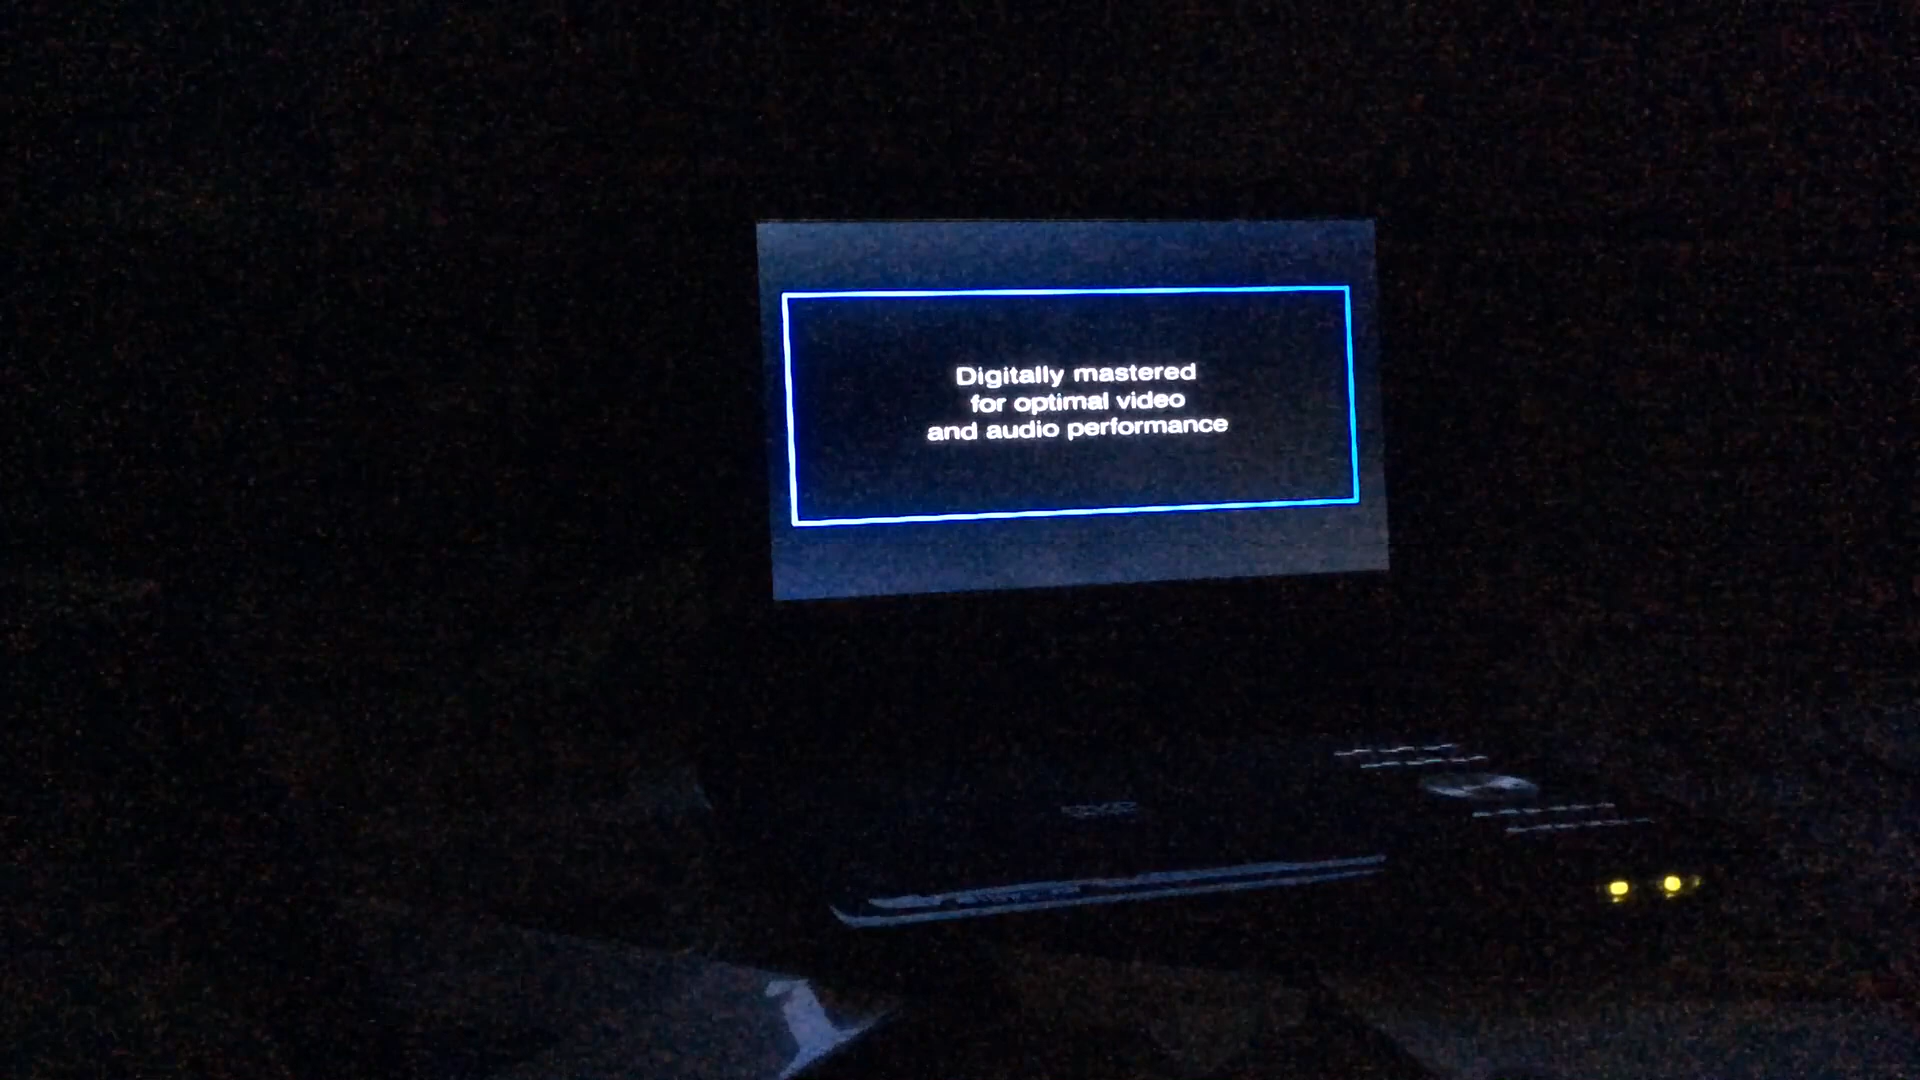 Digitally mastered
for optimal video
and audio performance